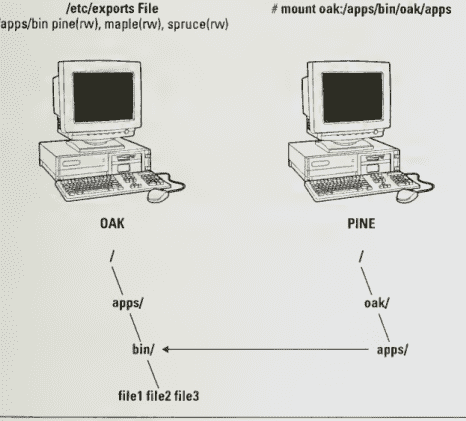 /etc/exports File
/apps/bin pine(rw), maple(rw), spruce(rw)
# mount oak:/apps/bin/oak/apps
OAK
PINE
/
/
apps/
oak/
bin/
apps/
file1 file2 file3